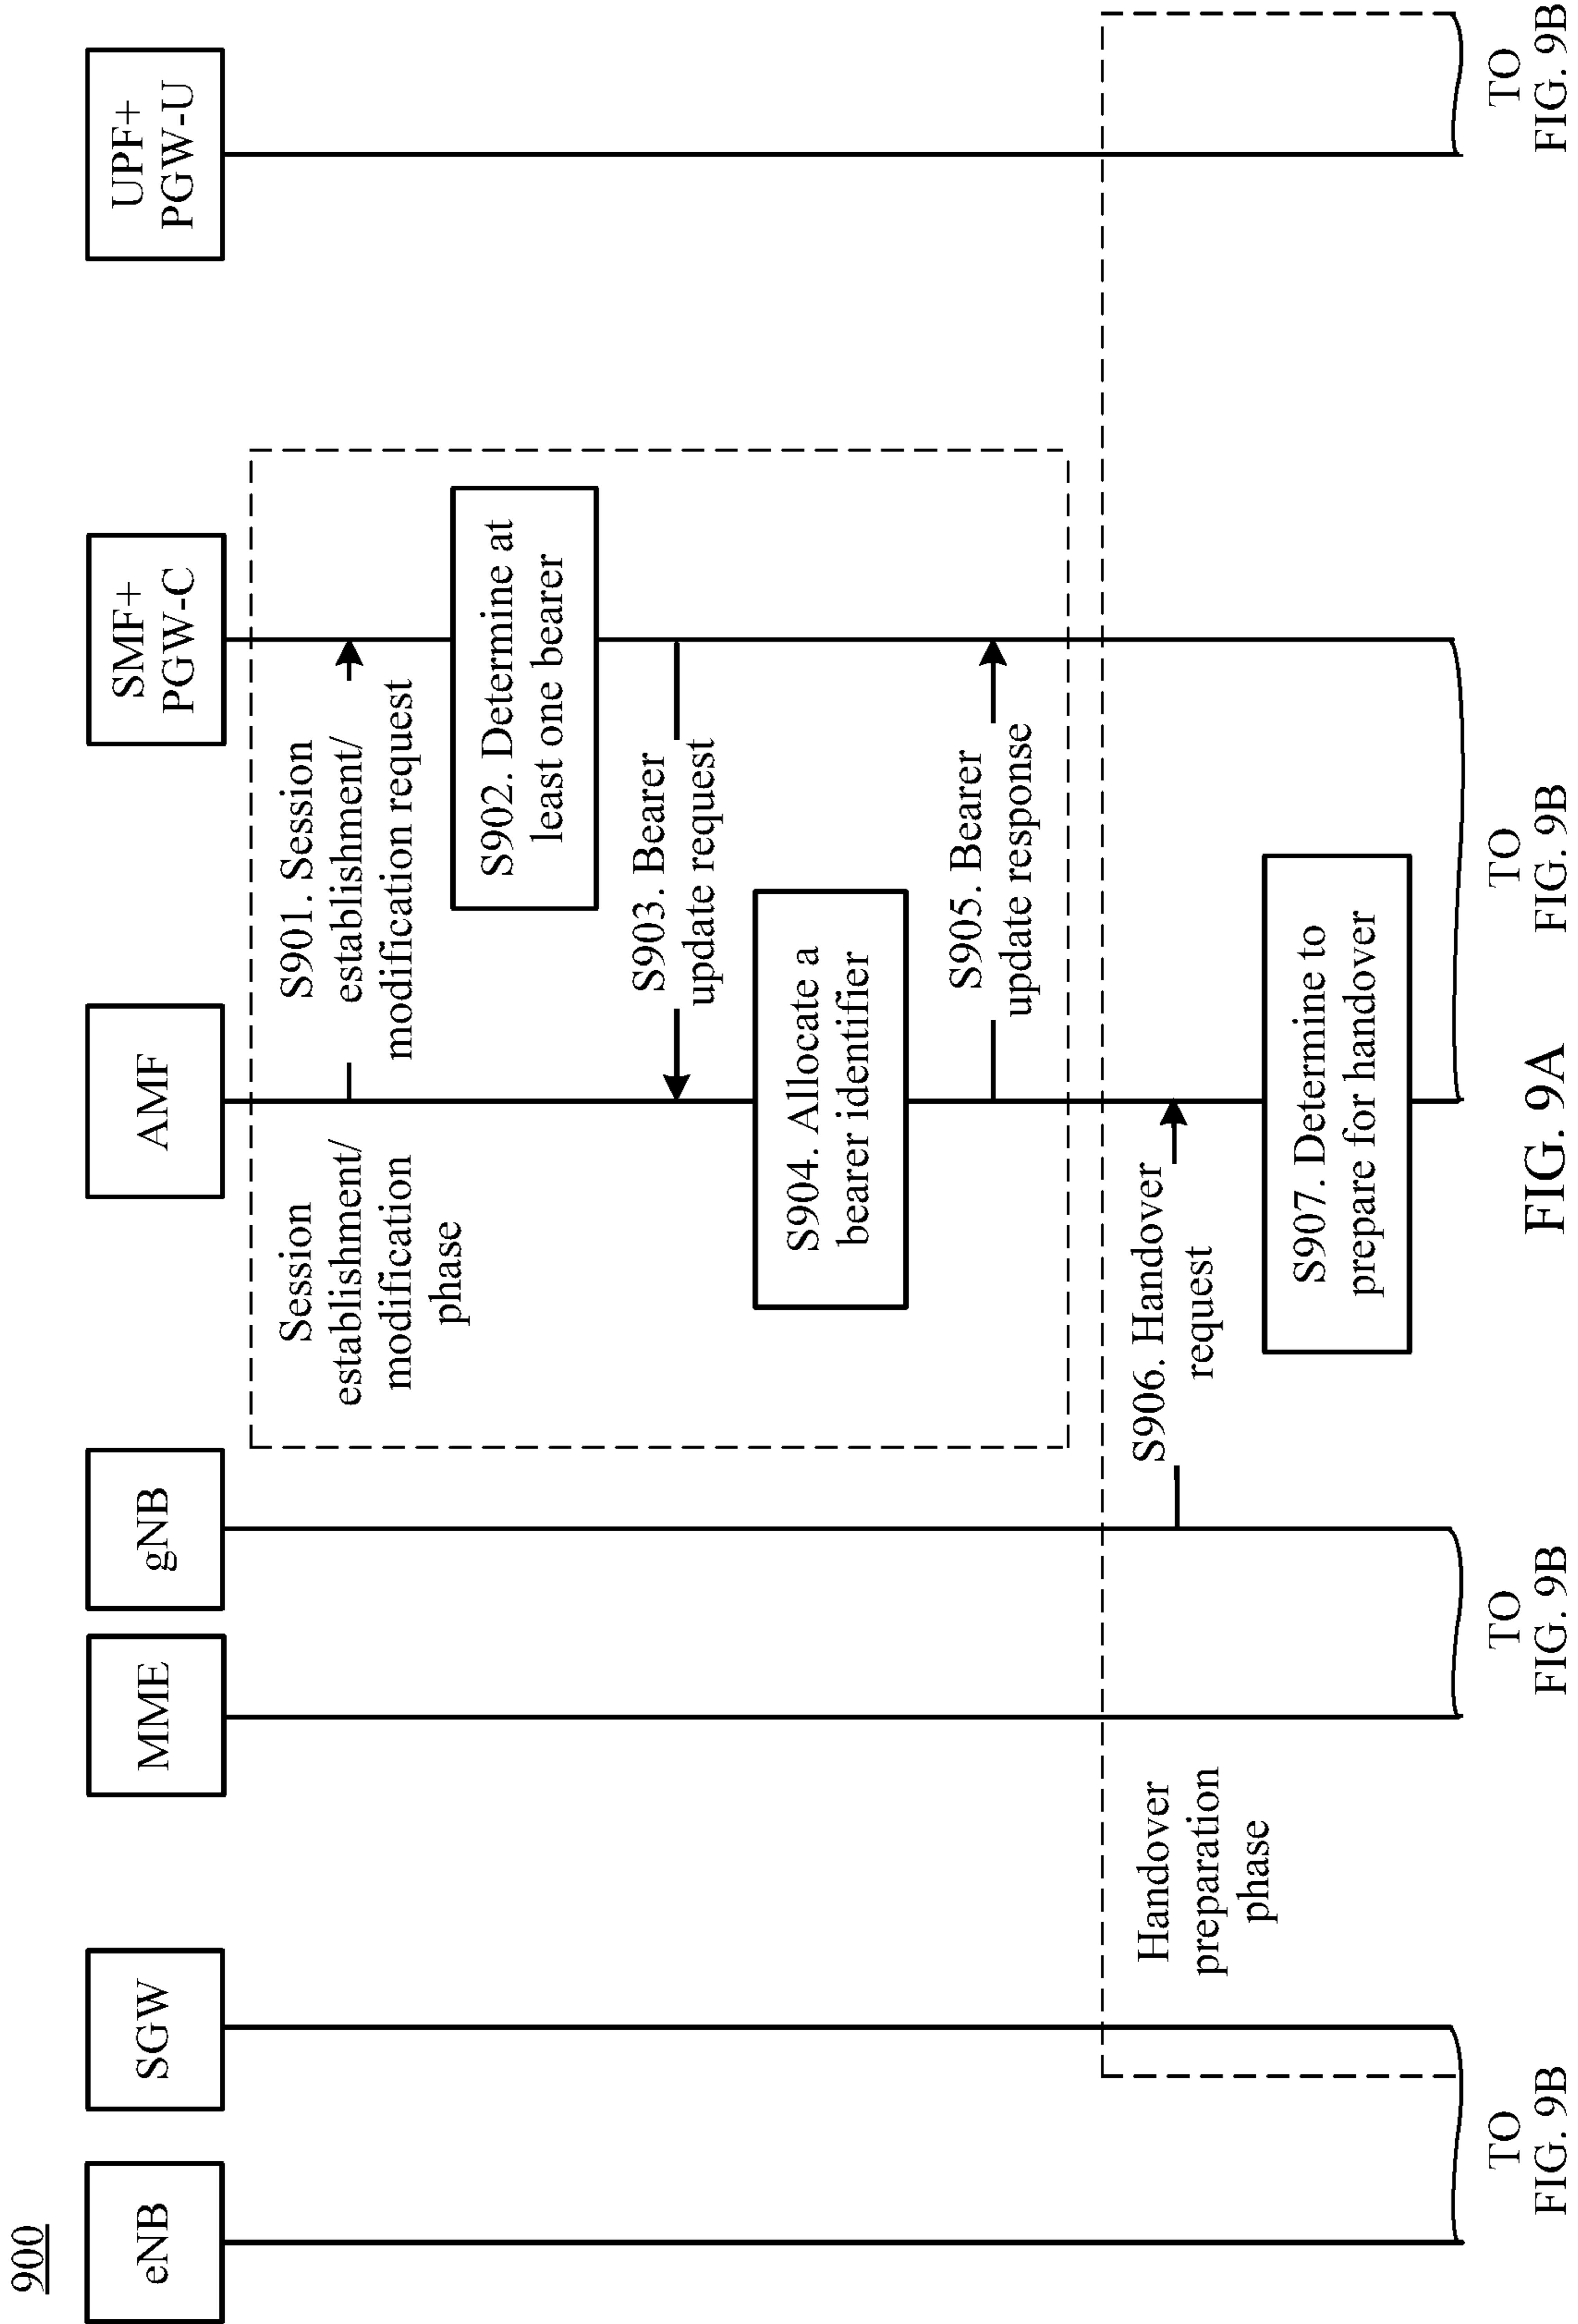 900
eNB
SGW
MME
gNB
AMF
SMF+
PGW-C
UPF+
PGW-U
Session
establishment/
modification
phase
S901. Session
establishment/
modification request
S902. Determine at
least one bearer
S903. Bearer
update request
S904. Allocate a
bearer identifier
S905. Bearer
update response
Handover
preparation
phase
S906. Handover
request
S907. Determine to
prepare for handover
TO
FIG. 9B
TO
FIG. 9B
TO
FIG. 9B
TO
FIG. 9B
FIG. 9A